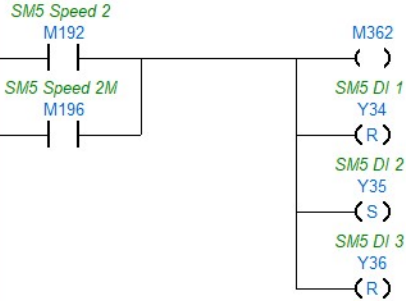 SM5 Speed 2
M192
M362
SM5 Speed 2M
M196
SM5 DI 1
Y34
R
SM5 DI 2
Y35
S
SM5 DI 3
Y36
R